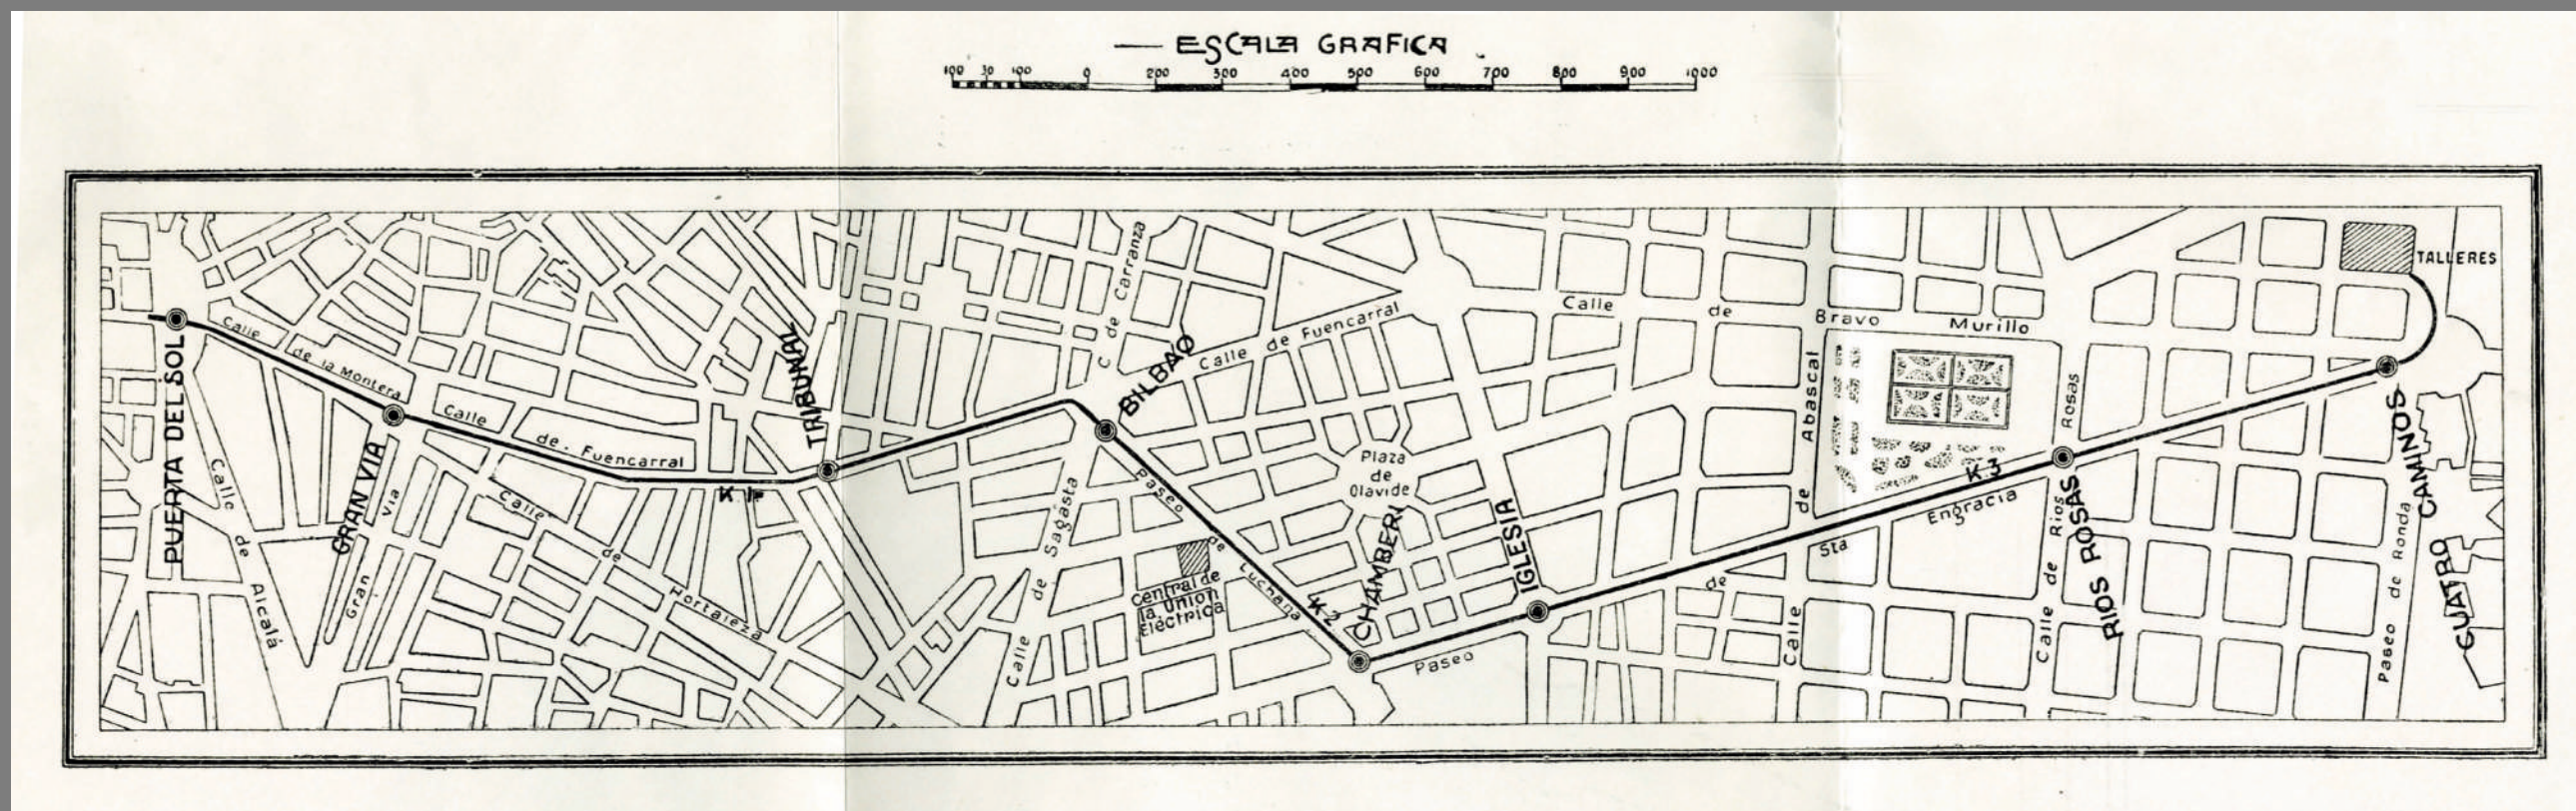 ESCALA GRAFICA
100 30 100 0 200 300 400 500 600 700 800 900 1000
TALLERES
C de Carranza
Calle de Fuencarral
Calle de Bravo Murillo
PUERTA DEL SOL
Calle de la Montera
GRAN VIA
Calle de Fuencarral
TRIBUNAL
K 1
BILBAO
Plaza
de
Olavide
Paseo de Luchana
K 2
CHAMBERI
IGLESIA
Paseo de Sta Engracia
K 3
Calle de Abascal
Calle de Rios Rosas
RIOS ROSAS
CUATRO CAMINOS
Paseo de Ronda
Calle de Alcalá
Gran Via
Calle de Hortaleza
Calle de Sagasta
Central de
la Union
Eléctrica